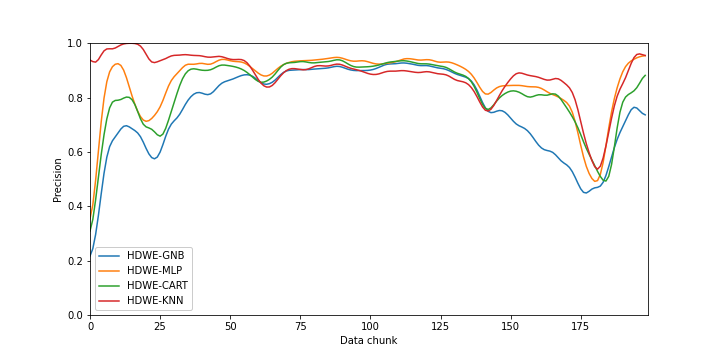 1.0
0.8
0.6
0.4
0.2
0.0
Precision
HDWE-GNB
HDWE-MLP
HDWE-CART
HDWE-KNN
0 25 50 75 100 125 150 175
Data chunk